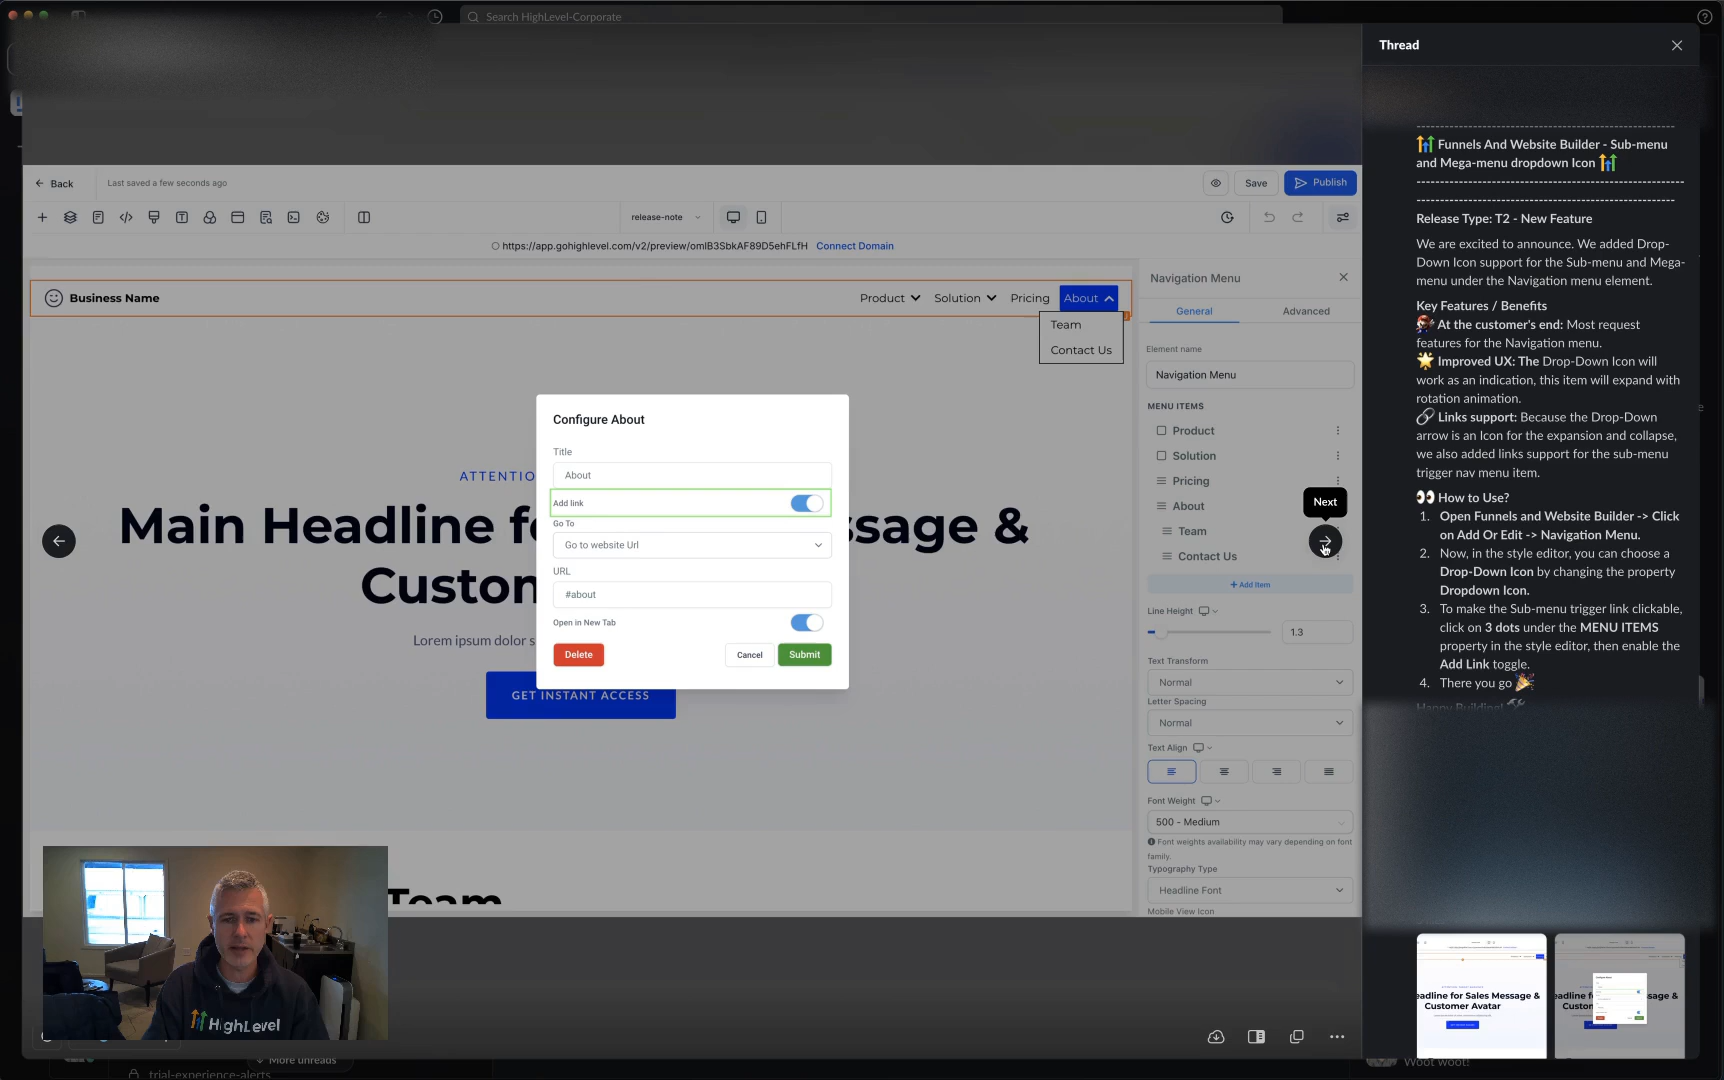 Search HighLevel-Corporate
Back
Last saved a few seconds ago
Save
Publish
release-note
https://app.gohighlevel.com/v2/preview/omlB3SbkAF89D5ehFLfH Connect Domain
Business Name
Product
Solution
Pricing
About
Team
Contact Us
ATTENTIO
Main Headline f
ssage &
Custon
Lorem ipsum dolor s
GET INSTANT ACCESS
Team
Configure About
Title
About
Add link
Go To
Go to website Url
URL
#about
Open in New Tab
Delete
Cancel
Submit
Navigation Menu
General
Advanced
Element name
Navigation Menu
MENU ITEMS
Product
Solution
Pricing
About
Team
Contact Us
+ Add Item
Next
Line Height
1.3
Text Transform
Normal
Letter Spacing
Normal
Text Align
Font Weight
500 - Medium
Font weights availability may vary depending on font
family.
Typography Type
Headline Font
Mobile View Icon
HighLevel
More unreads
trial-experience-alerts
Thread
Funnels And Website Builder - Sub-menu
and Mega-menu dropdown Icon
Release Type: T2 - New Feature
We are excited to announce. We added Drop-
Down Icon support for the Sub-menu and Mega-
menu under the Navigation menu element.
Key Features / Benefits
At the customer's end: Most request
features for the Navigation menu.
Improved UX: The Drop-Down Icon will
work as an indication, this item will expand with
rotation animation.
Links support: Because the Drop-Down
arrow is an Icon for the expansion and collapse,
we also added links support for the sub-menu
trigger nav menu item.
How to Use?
1. Open Funnels and Website Builder -> Click
on Add Or Edit -> Navigation Menu.
2. Now, in the style editor, you can choose a
Drop-Down Icon by changing the property
Dropdown Icon.
3. To make the Sub-menu trigger link clickable,
click on 3 dots under the MENU ITEMS
property in the style editor, then enable the
Add Link toggle.
4. There you go
Happy Building!
eadline for Sales Message &
Customer Avatar
eadline fo
sage &
Custom
Woot woot!